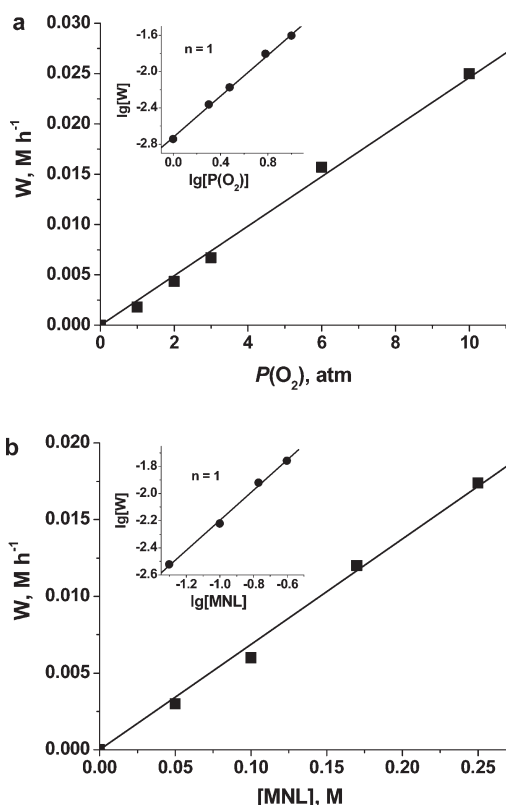 a
n = 1
lg[W]
-1.6
-2.0
-2.4
-2.8
0.0 0.4 0.8
lg[P(O₂)]
W, M h⁻¹
0.025
0.020
0.015
0.010
0.005
0.000
0 2 4 6 8 10
P(O₂), atm
b
n = 1
lg[W]
-1.8
-2.0
-2.2
-2.4
-2.6
-1.2 -1.0 -0.8 -0.6
lg[MNL]
W, M h⁻¹
0.020
0.015
0.010
0.005
0.000
0.00 0.05 0.10 0.15 0.20 0.25
[MNL], M